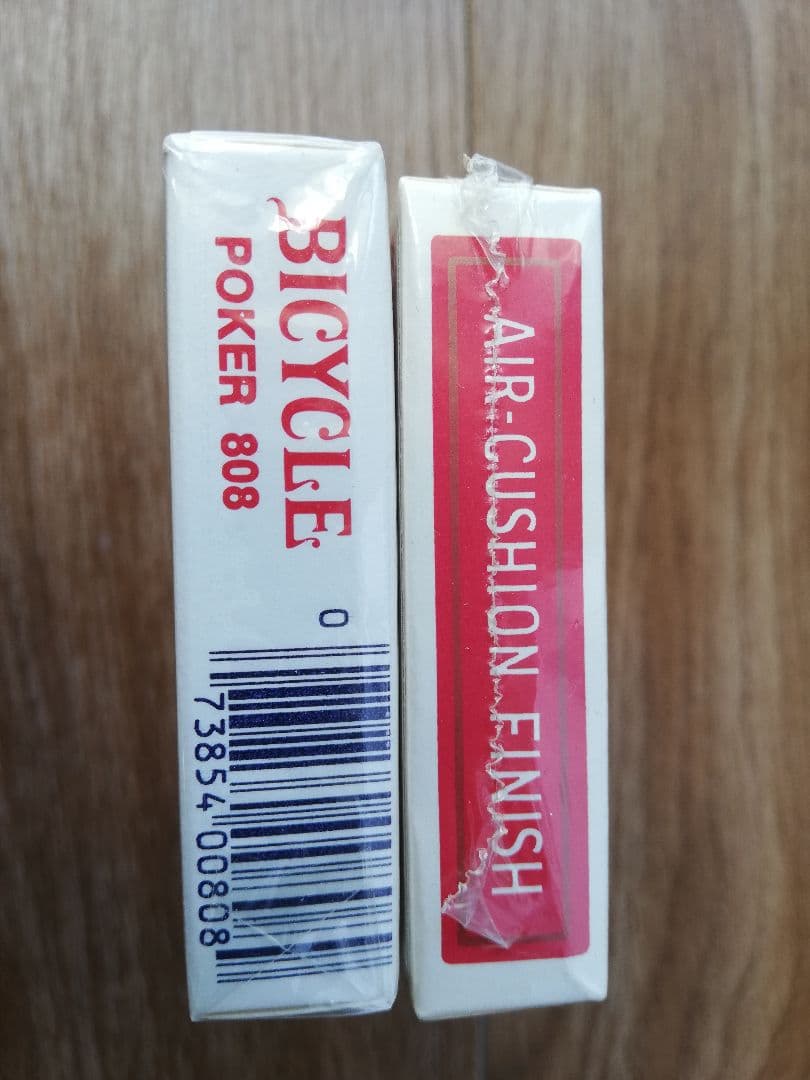 BICYCLE
POKER 808
0
73854 00808
AIR-CUSHION FINISH